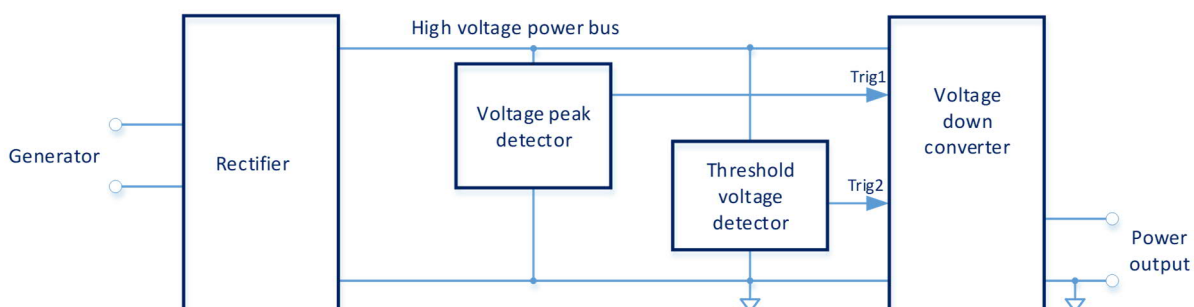 High voltage power bus
Trig1
Voltage peak
detector
Voltage
down
converter
Generator
Rectifier
Threshold
voltage
detector
Trig2
Power
output